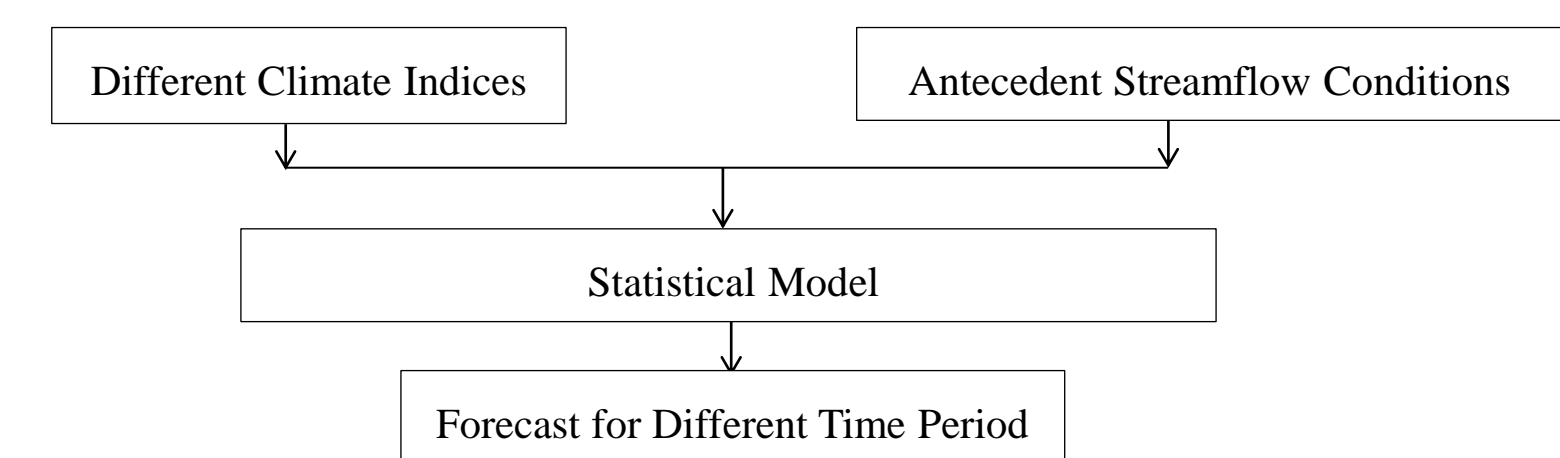 Different Climate Indices
Antecedent Streamflow Conditions
Statistical Model
Forecast for Different Time Period